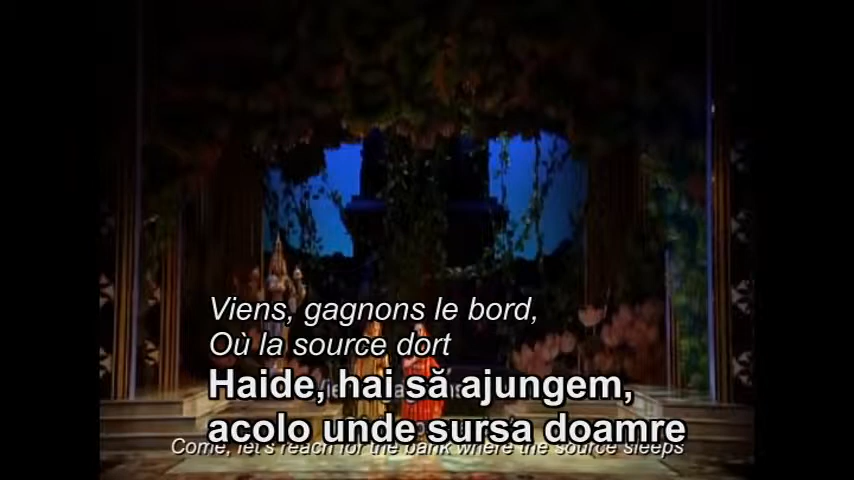 Viens, gagnons le bord,
Où la source dort
Haide, hai să ajungem,
acolo unde sursa doamre
Come, let's reach for the bank where the source sleeps